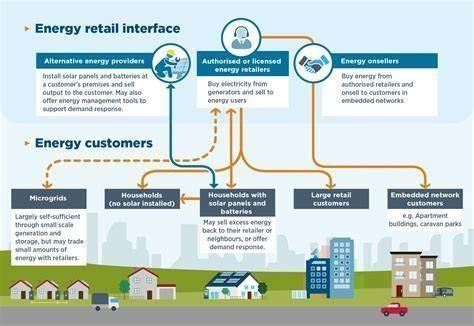 Energy retail interface
Alternative energy providers
Install solar panels and batteries at
a customer's premises and sell
output to the customer. May also
offer energy management tools to
support demand response.
Authorised or licensed
energy retailers
Buy electricity from
generators and sell to
energy users
Energy onsellers
Buy energy from
authorised retailers and
onsell to customers in
embedded networks
Energy customers
Microgrids
Largely self-sufficient
through small scale
generation and
storage, but may trade
small amounts of
energy with retailers.
Households
(no solar installed)
Households with
solar panels and
batteries
May sell excess energy
back to their retailer or
neighbours, or offer
demand response.
Large retail
customers
Embedded network
customers
e.g. Apartment
buildings, caravan parks